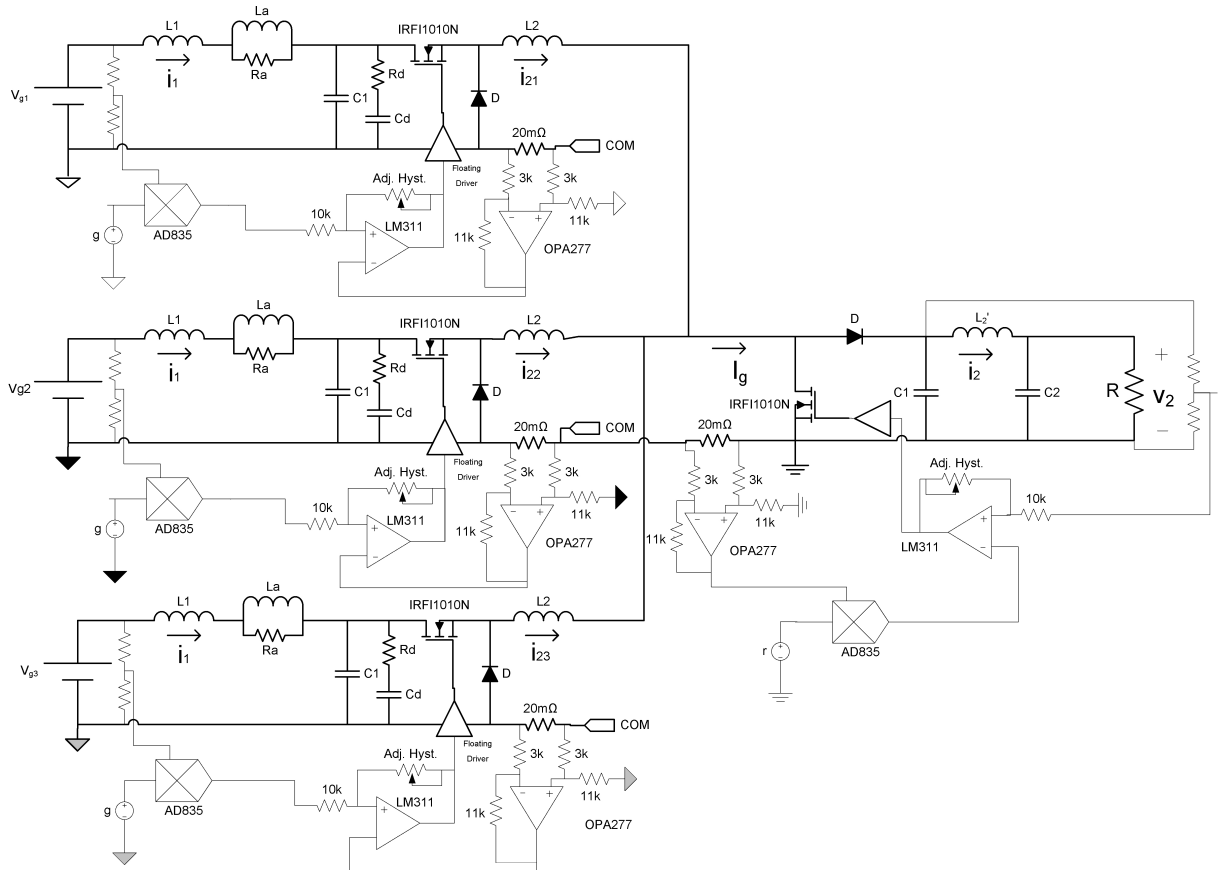 La
L1
IRFI1010N
L2
i1
Ra
i21
Rd
Vg1
C1
D
Cd
20mΩ
COM
Floating
Driver
3k
3k
Adj. Hyst.
10k
LM311
11k
g
AD835
11k
OPA277
La
L1
IRFI1010N
L2
i1
Ra
i22
Ig
D
L2'
i2
Rd
Vg2
C1
D
Cd
IRFI1010N
C1
C2
R
+
v2
–
20mΩ
COM
20mΩ
Floating
Driver
3k
3k
3k
3k
Adj. Hyst.
Adj. Hyst.
10k
LM311
11k
10k
g
AD835
11k
OPA277
11k
11k
OPA277
LM311
La
L1
IRFI1010N
L2
i1
Ra
i23
r
AD835
Rd
Vg3
C1
D
Cd
20mΩ
COM
Floating
Driver
3k
3k
Adj. Hyst.
10k
LM311
11k
g
AD835
11k
OPA277